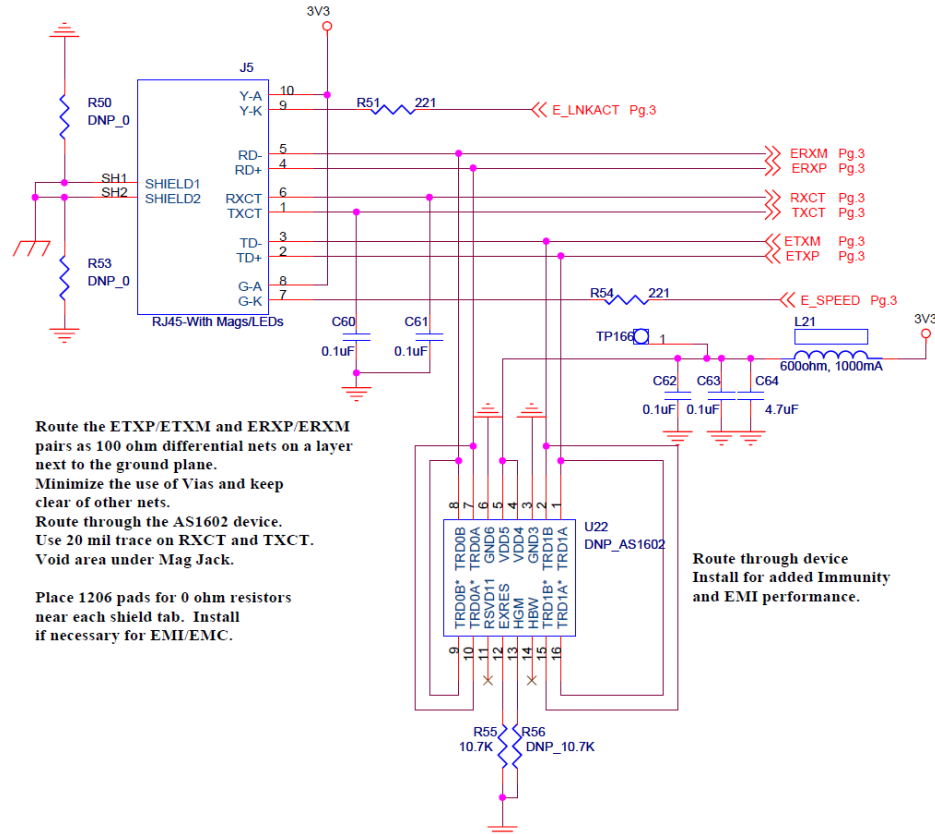 3V3
J5
R50
DNP_0
Y-A
10
Y-K
9
R51
221
E_LNKACT Pg.3
RD-
5
ERXM Pg.3
RD+
4
ERXP Pg.3
SH1
SHIELD1
SH2
SHIELD2
RXCT
6
RXCT Pg.3
TXCT
1
TXCT Pg.3
TD-
3
ETXM Pg.3
TD+
2
ETXP Pg.3
R53
DNP_0
G-A
8
G-K
7
R54
221
E_SPEED Pg.3
RJ45-With Mags/LEDs
C60
0.1uF
C61
0.1uF
TP166
1
L21
600ohm, 1000mA
3V3
C62
0.1uF
C63
0.1uF
C64
4.7uF
Route the ETXP/ETXM and ERXP/ERXM
pairs as 100 ohm differential nets on a layer
next to the ground plane.
Minimize the use of Vias and keep
clear of other nets.
Route through the AS1602 device.
Use 20 mil trace on RXCT and TXCT.
Void area under Mag Jack.
Place 1206 pads for 0 ohm resistors
near each shield tab. Install
if necessary for EMI/EMC.
8 7 6 5 4 3 2 1
TRD0B
TRD0A
GND6
VDD5
VDD4
GND3
TRD1B
TRD1A
U22
DNP_AS1602
TRD0B*
TRD0A*
RSVD11
EXRES
HGM
HBW
TRD1B*
TRD1A*
9 10 11 12 13 14 15 16
Route through device
Install for added Immunity
and EMI performance.
R55
10.7K
R56
DNP_10.7K